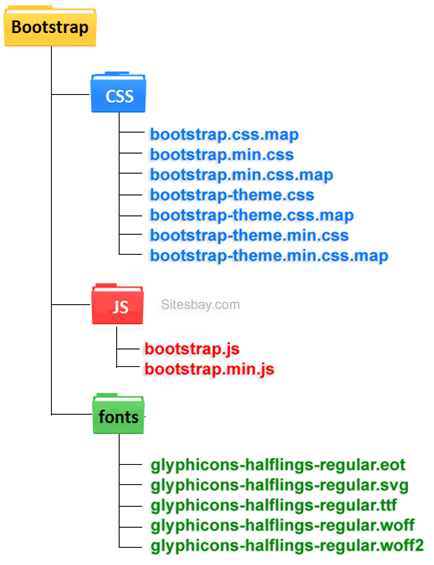 Bootstrap
CSS
bootstrap.css.map
bootstrap.min.css
bootstrap.min.css.map
bootstrap-theme.css
bootstrap-theme.css.map
bootstrap-theme.min.css
bootstrap-theme.min.css.map
JS
Sitesbay.com
bootstrap.js
bootstrap.min.js
fonts
glyphicons-halflings-regular.eot
glyphicons-halflings-regular.svg
glyphicons-halflings-regular.ttf
glyphicons-halflings-regular.woff
glyphicons-halflings-regular.woff2